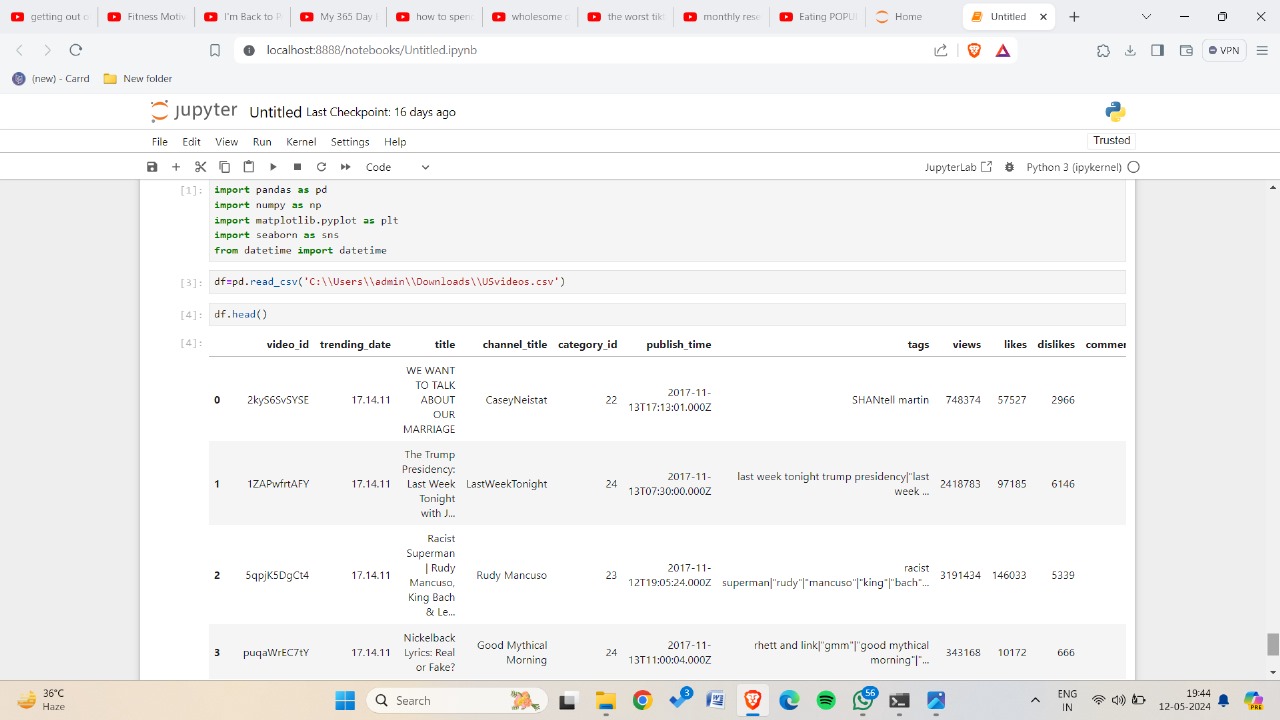 getting out o
Fitness Motiv
I'm Back to R
My 365 Day
how to spen
wholesome d
the worst tikt
monthly rese
Eating POPU
Home
Untitled
localhost:8888/notebooks/Untitled.ipynb
VPN
(new) - Carrd
New folder
jupyter Untitled Last Checkpoint: 16 days ago
File Edit View Run Kernel Settings Help
Trusted
Code
JupyterLab
Python 3 (ipykernel)
[1]: import pandas as pd
import numpy as np
import matplotlib.pyplot as plt
import seaborn as sns
from datetime import datetime
[3]: df=pd.read_csv('C:\\Users\\admin\\Downloads\\USvideos.csv')
[4]: df.head()
[4]:
video_id trending_date title channel_title category_id publish_time tags views likes dislikes commen
0 2kyS6SvSYSE 17.14.11
WE WANT
TO TALK
ABOUT
OUR
MARRIAGE
CaseyNeistat 22
2017-11-
13T17:13:01.000Z
SHANtell martin 748374 57527 2966
1 1ZAPwfrtAFY 17.14.11
The Trump
Presidency:
Last Week
Tonight
with J...
LastWeekTonight 24
2017-11-
13T07:30:00.000Z
last week tonight trump presidency|"last
week ...
2418783 97185 6146
2 5qpjK5DgCt4 17.14.11
Racist
Superman
| Rudy
Mancuso,
King Bach
& Le...
Rudy Mancuso 23
2017-11-
12T19:05:24.000Z
racist
superman|"rudy"|"mancuso"|"king"|"bach"...
3191434 146033 5339
3 puqaWrEC7tY 17.14.11
Nickelback
Lyrics: Real
or Fake?
Good Mythical
Morning
24
2017-11-
13T11:00:04.000Z
rhett and link|"gmm"|"good mythical
morning"|"...
343168 10172 666
36°C
Haze
Search
3
56
ENG
IN
19:44
12-05-2024
PRE